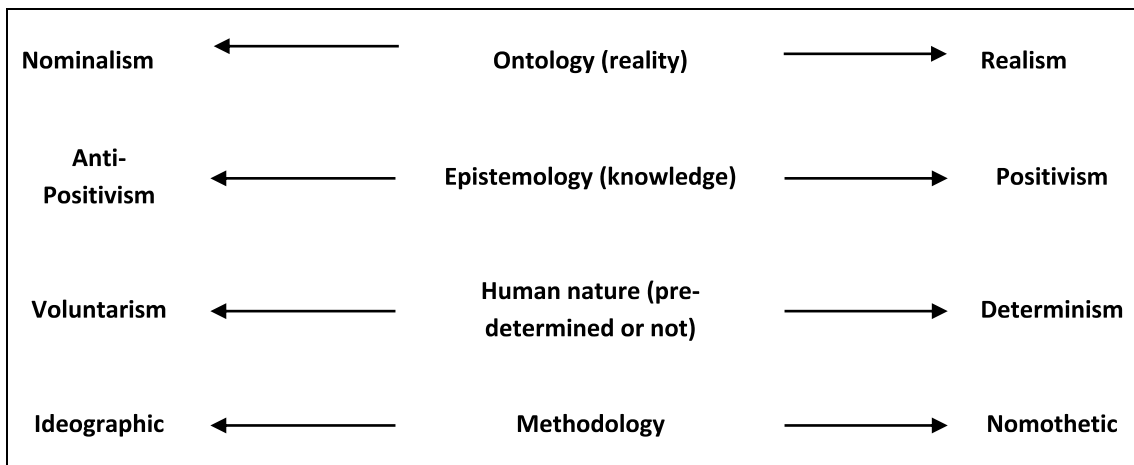 Nominalism Ontology (reality) Realism
Anti-
Positivism Epistemology (knowledge) Positivism
Voluntarism Human nature (pre-
determined or not) Determinism
Ideographic Methodology Nomothetic